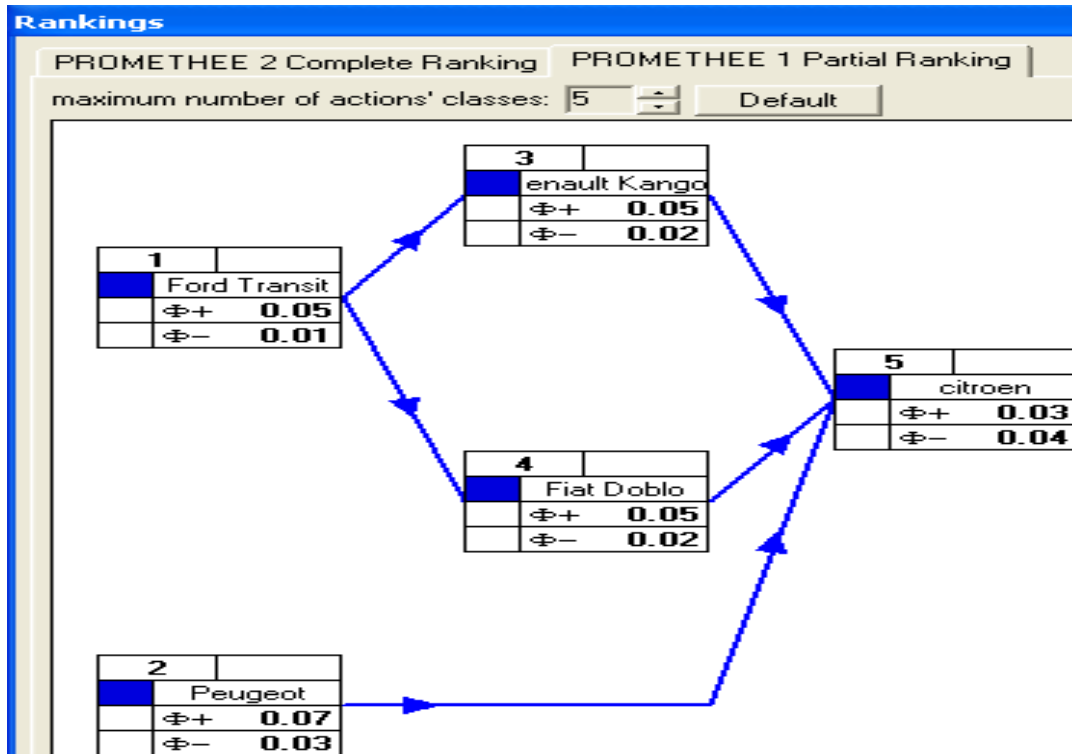 Rankings
PROMETHEE 2 Complete Ranking
PROMETHEE 1 Partial Ranking
maximum number of actions' classes: 5 Default
3
enault Kango
Φ+ 0.05
Φ− 0.02
1
Ford Transit
Φ+ 0.05
Φ− 0.01
5
citroen
Φ+ 0.03
Φ− 0.04
4
Fiat Doblo
Φ+ 0.05
Φ− 0.02
2
Peugeot
Φ+ 0.07
Φ− 0.03